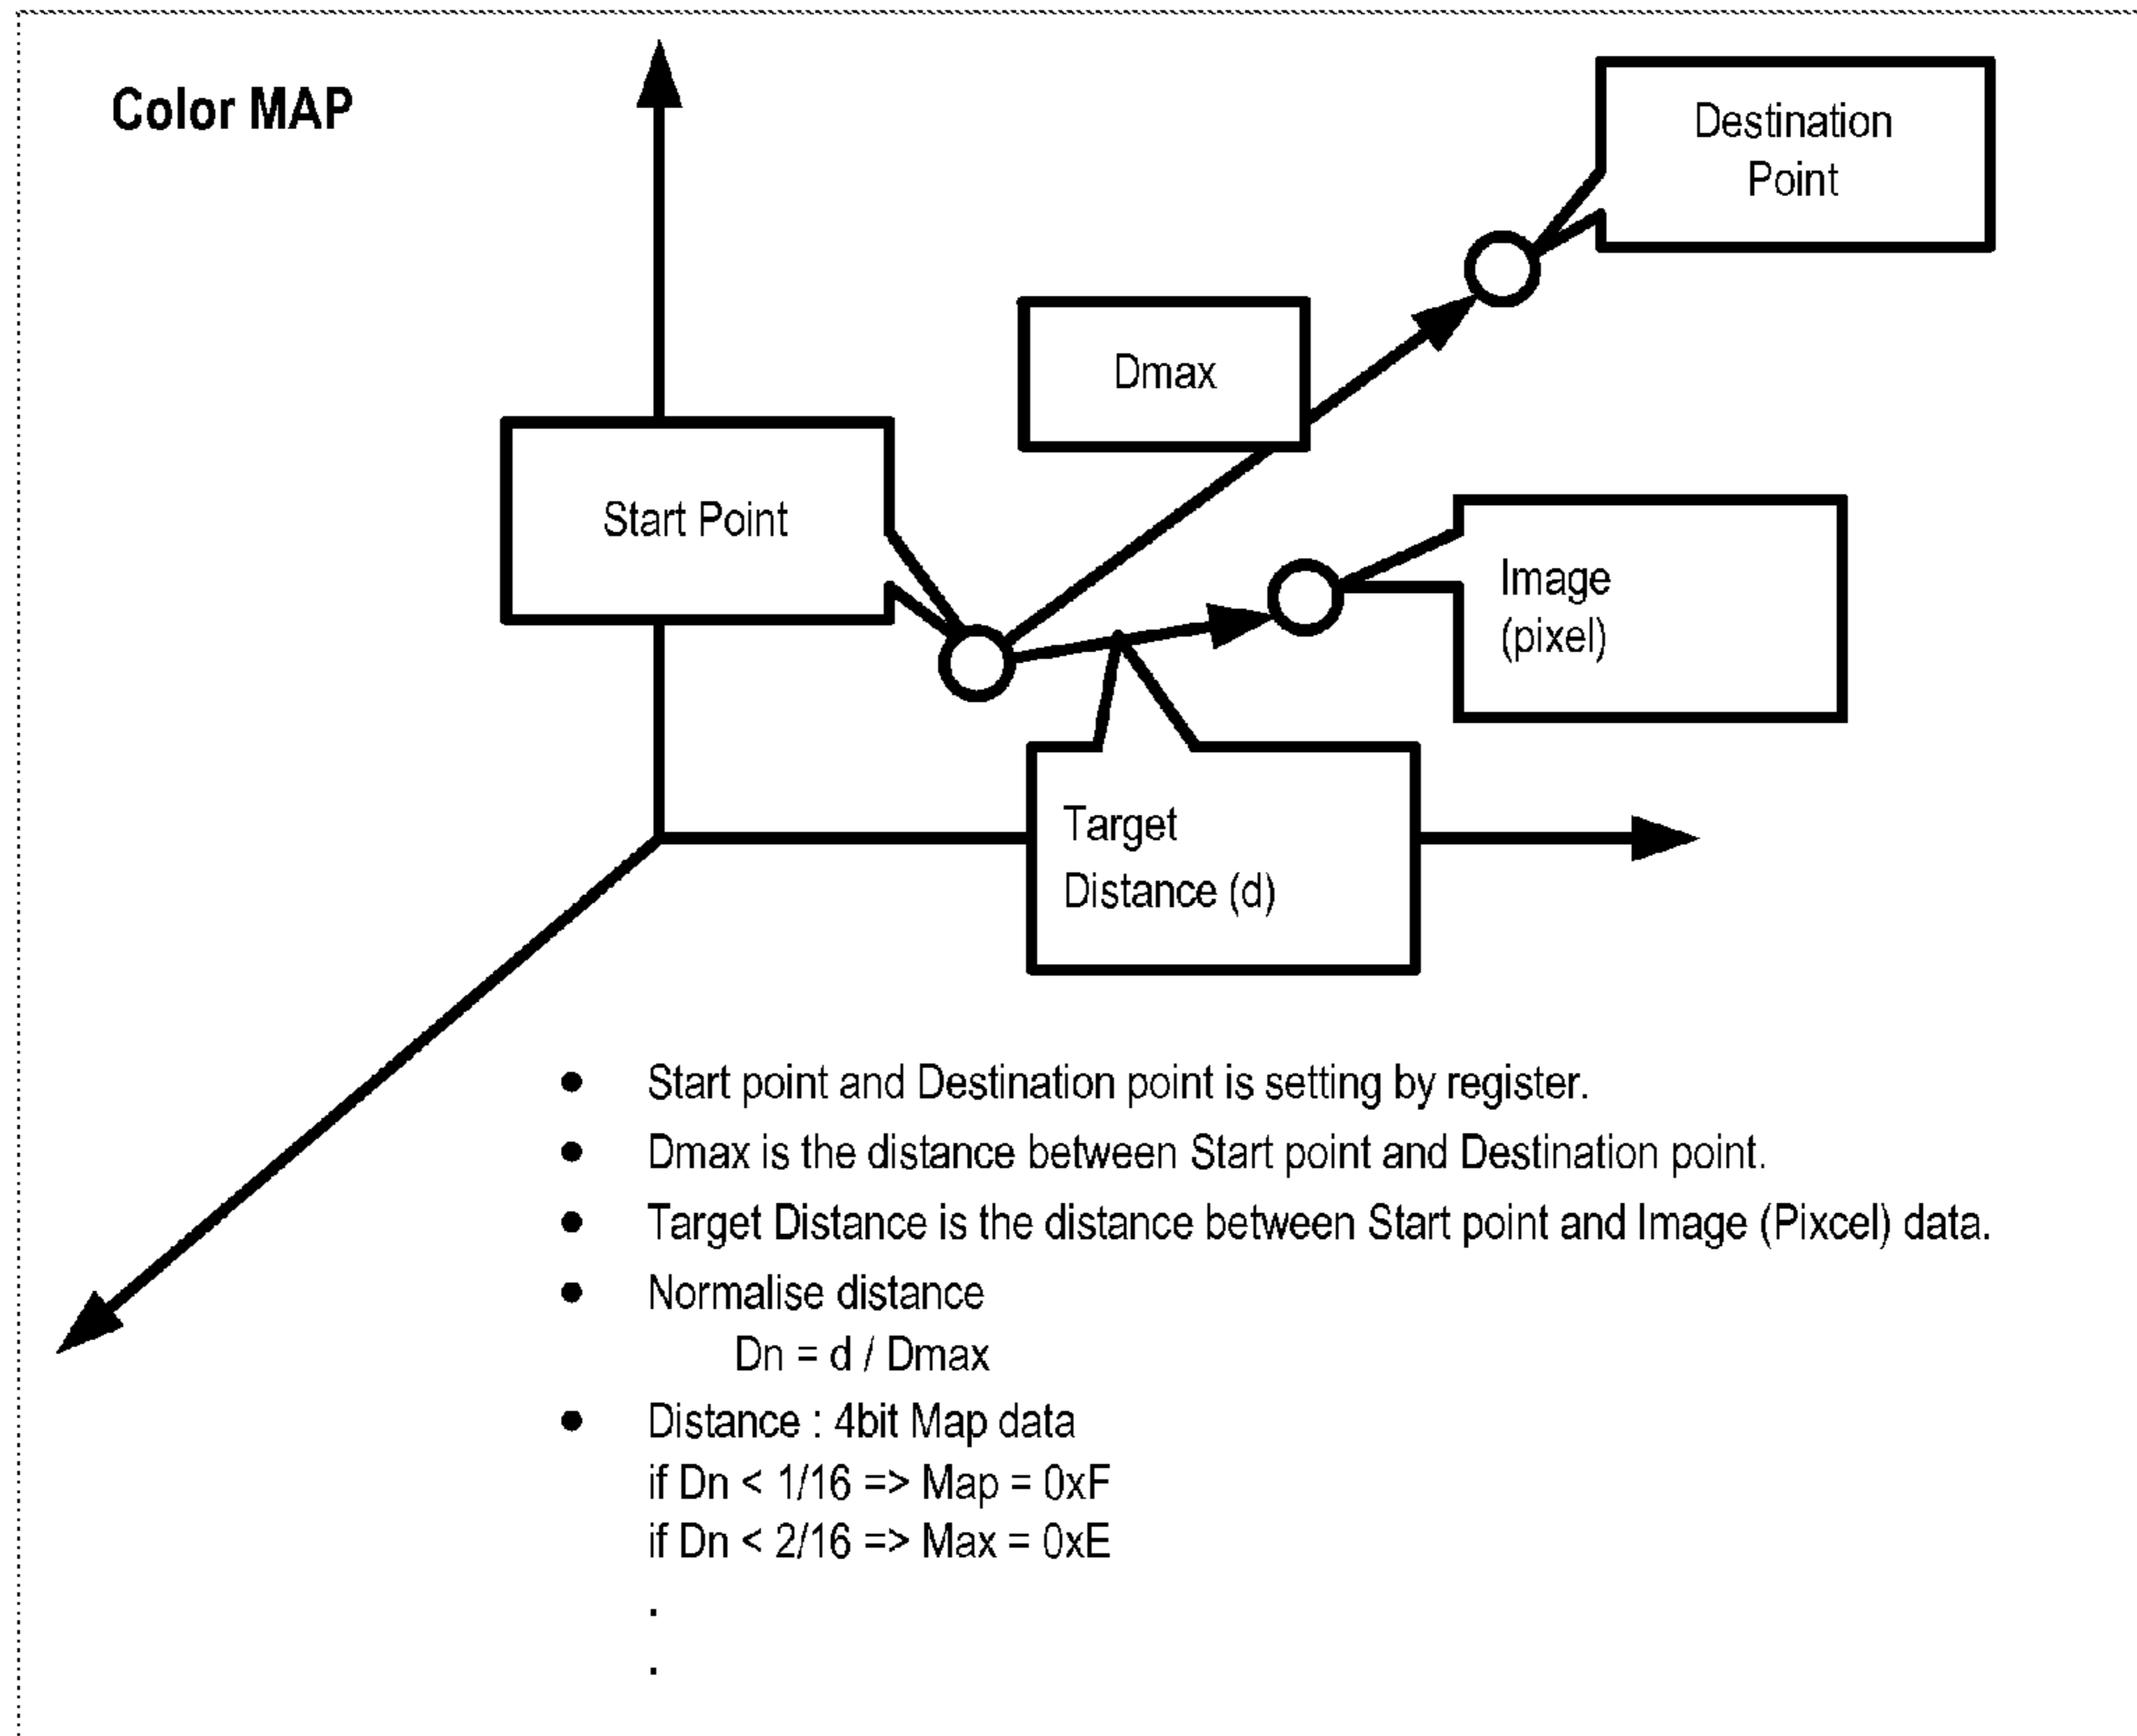 Color MAP
Destination
Point
Dmax
Start Point
Image
(pixel)
Target
Distance (d)
● Start point and Destination point is setting by register.
● Dmax is the distance between Start point and Destination point.
● Target Distance is the distance between Start point and Image (Pixcel) data.
● Normalise distance
Dn = d / Dmax
● Distance : 4bit Map data
if Dn < 1/16 => Map = 0xF
if Dn < 2/16 => Max = 0xE
.
.